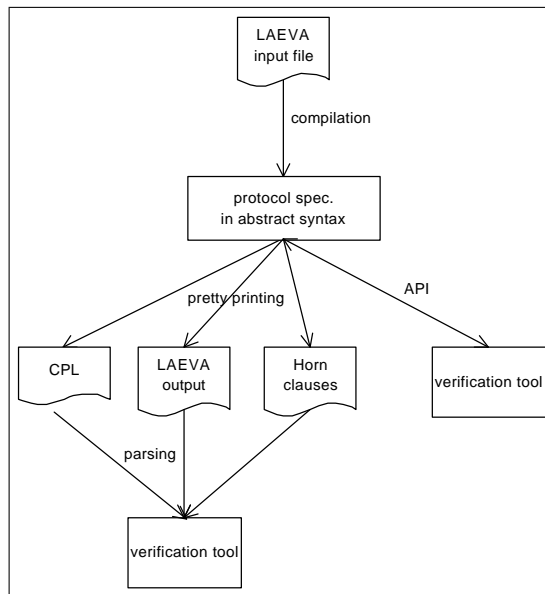 LAEVA
input file
compilation
protocol spec.
in abstract syntax
API
pretty printing
CPL
LAEVA
output
Horn
clauses
verification tool
parsing
verification tool